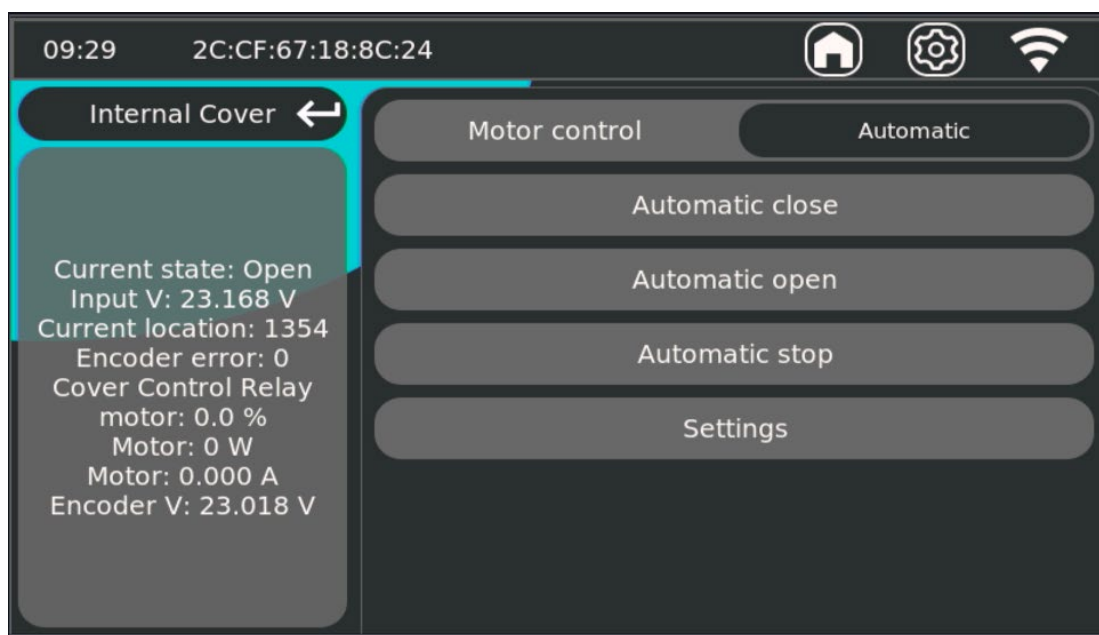 09:29 2C:CF:67:18:8C:24
Internal Cover
Current state: Open
Input V: 23.168 V
Current location: 1354
Encoder error: 0
Cover Control Relay
motor: 0.0 %
Motor: 0 W
Motor: 0.000 A
Encoder V: 23.018 V
Motor control Automatic
Automatic close
Automatic open
Automatic stop
Settings